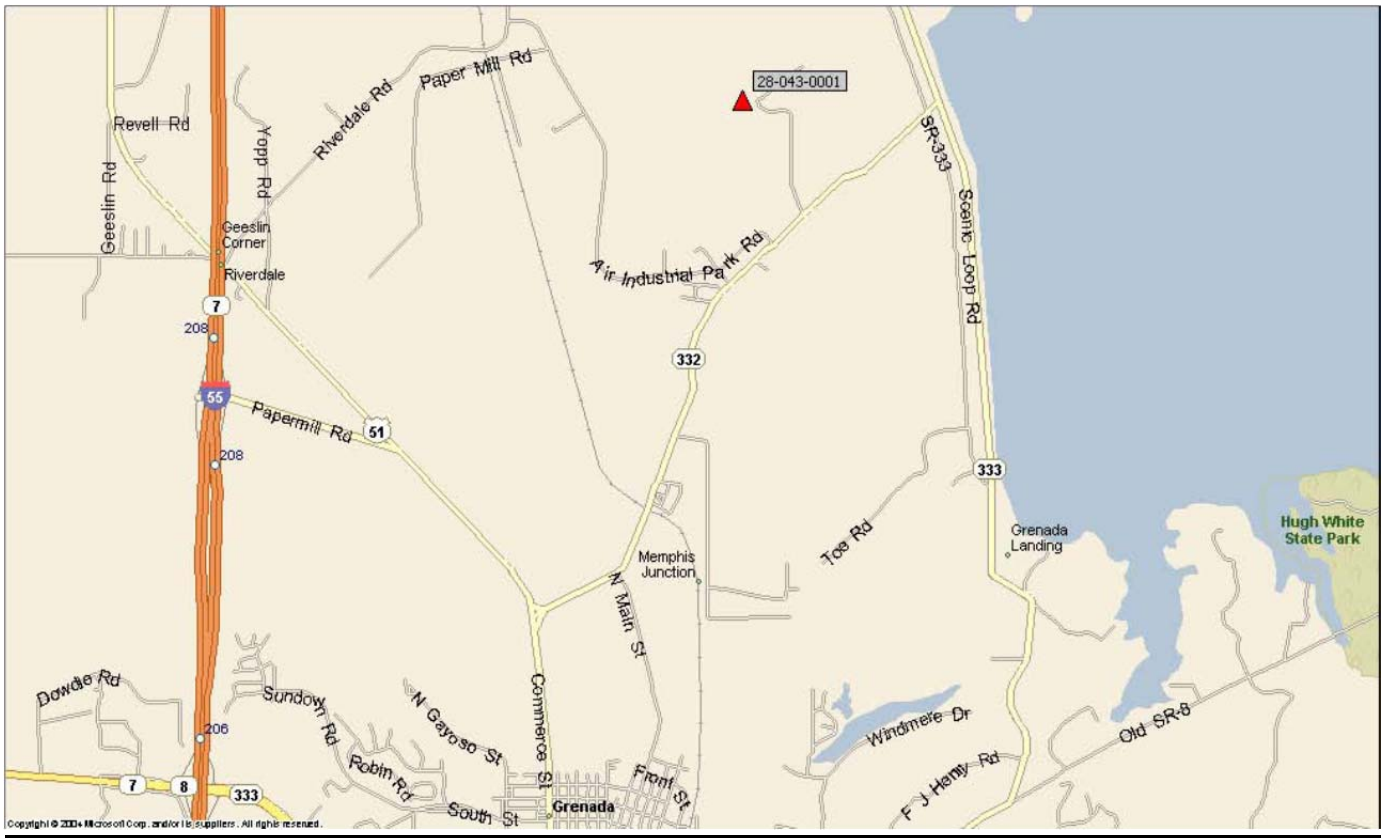 28-043-0001
Paper Mill Rd
Riverdale Rd
Revell Rd
Yopp Rd
Geeslin Rd
SR-333
Scenic Loop Rd
Geeslin
Corner
Riverdale
Air Industrial Park Rd
7
208
332
55
Papermill Rd
51
208
333
Hugh White
State Park
Grenada
Landing
Toe Rd
Memphis
Junction
N Main St
Dowdle Rd
Sundown Rd
N Gayoso St
Commerce St
Windmere Dr
Old SR-8
206
Robin Rd
Front St
F J Henry Rd
7
8
333
South St
Grenada
Copyright © 2004 Microsoft Corp. and/or its suppliers. All rights reserved.